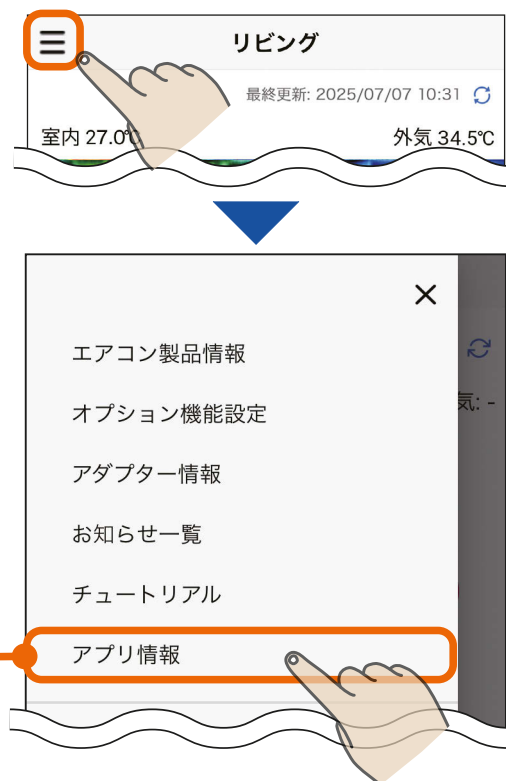 リビング
最終更新: 2025/07/07 10:31
室内 27.0℃
外気 34.5℃
エアコン製品情報
気: -
オプション機能設定
アダプター情報
お知らせ一覧
チュートリアル
アプリ情報